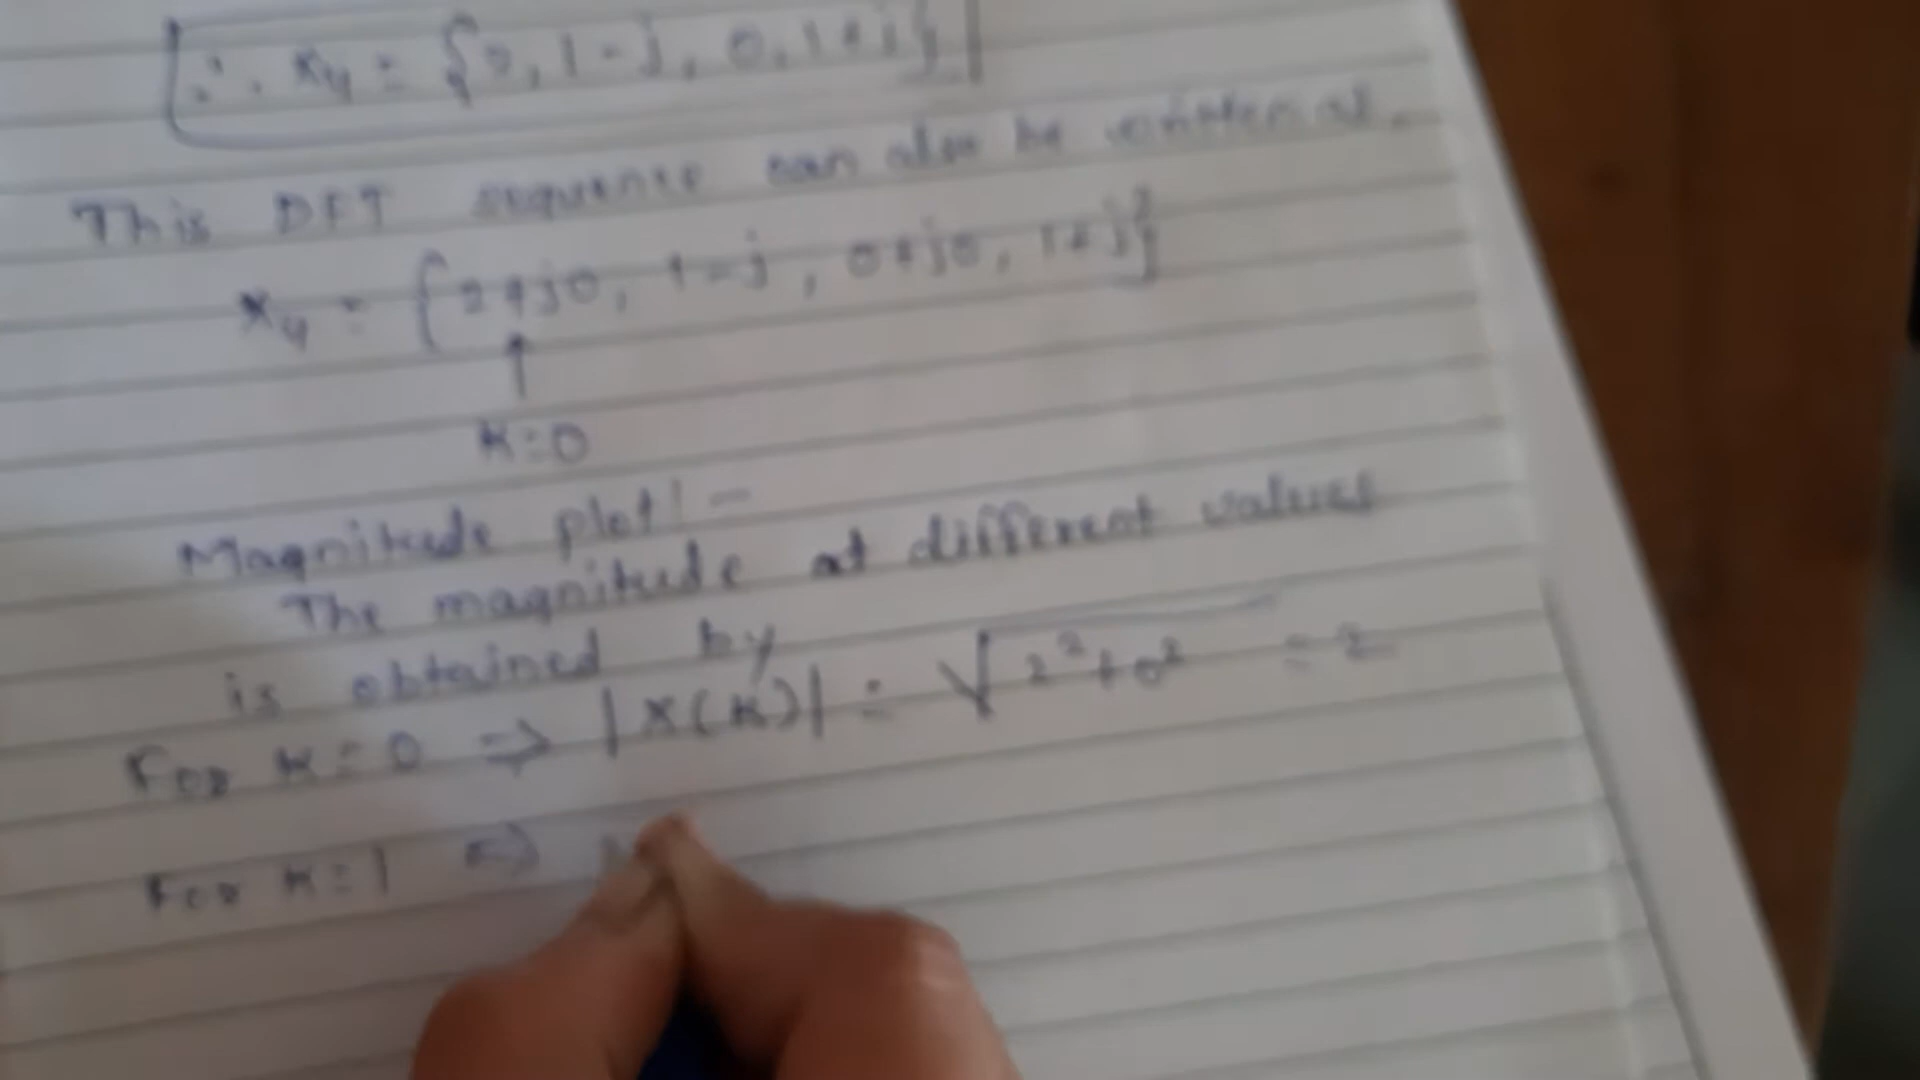 ∴ x4 = {2, 1-j, 0, 1+j}
This DFT sequence can also be written as.
x4 = {2+j0, 1-j, 0+j0, 1+j}
↑
K=0
Magnitude plot!-
The magnitude at different values
is obtained by
For K=0 ⇒ |X(K)| = √2²+0² = 2
For K=1 ⇒